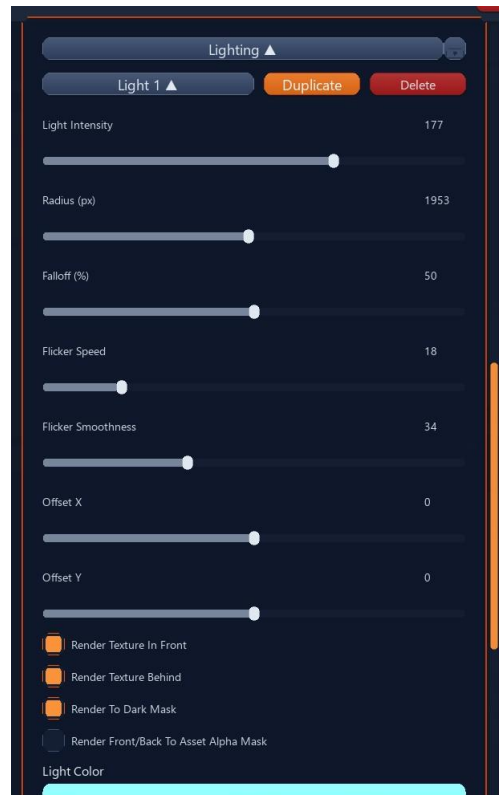 Lighting ▲
Light 1 ▲ Duplicate Delete
Light Intensity 177
Radius (px) 1953
Falloff (%) 50
Flicker Speed 18
Flicker Smoothness 34
Offset X 0
Offset Y 0
Render Texture In Front
Render Texture Behind
Render To Dark Mask
Render Front/Back To Asset Alpha Mask
Light Color